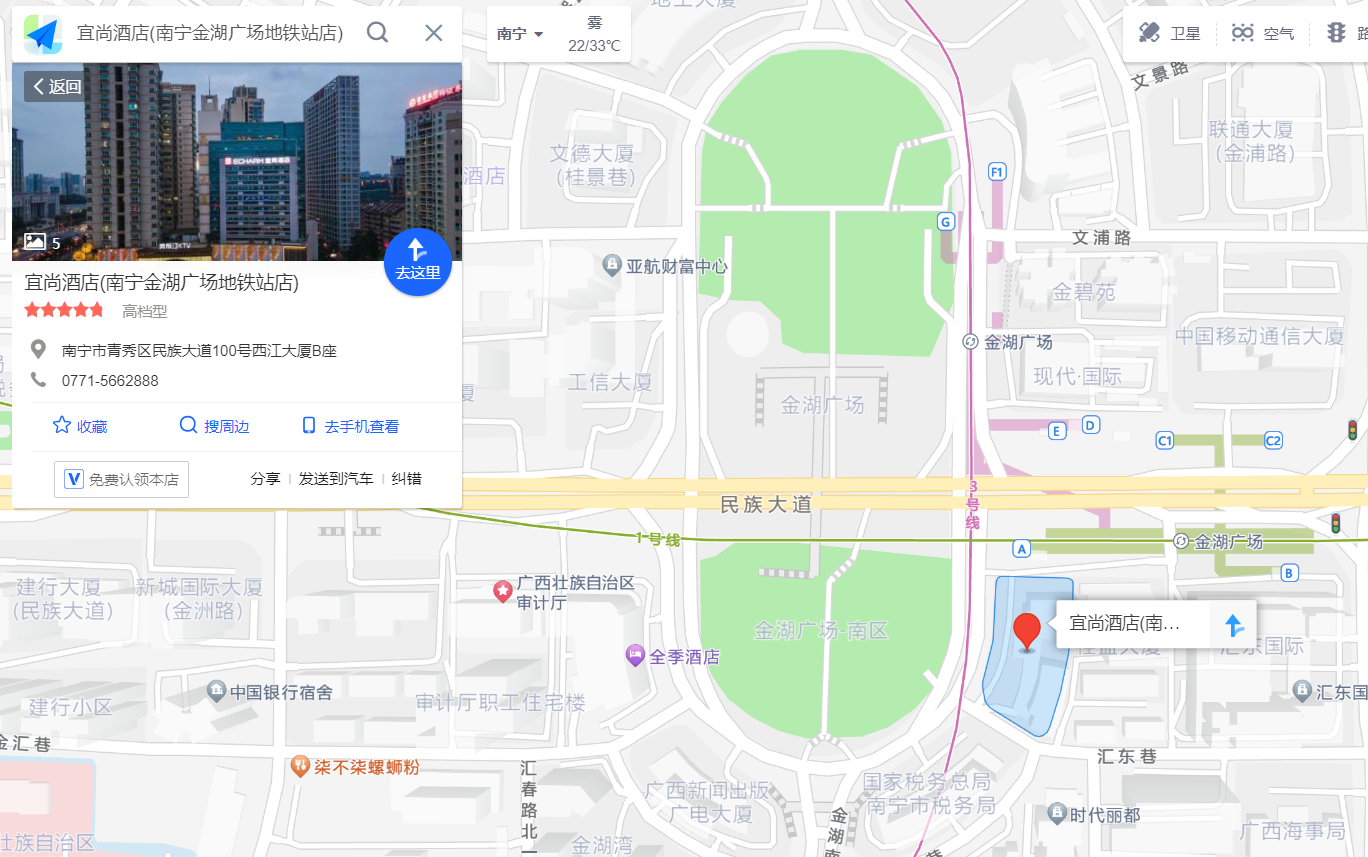 宜尚酒店(南宁金湖广场地铁站店)
南宁
雾
22/33℃
卫星
空气
路
返回
ECHARM 宜尚酒店
5
去这里
宜尚酒店(南宁金湖广场地铁站店)
高档型
南宁市青秀区民族大道100号西江大厦B座
0771-5662888
收藏
搜周边
去手机查看
免费认领本店
分享
发送到汽车
纠错
文景路
联通大厦
(金浦路)
文德大厦
(桂景巷)
酒店
F1
G
文浦路
亚航财富中心
金碧苑
金湖广场
中国移动通信大厦
工信大厦
现代·国际
金湖广场
E
D
C1
C2
民族大道
3号线
1号线
A
金湖广场
B
建行大厦
(民族大道)
新城国际大厦
(金洲路)
广西壮族自治区
审计厅
金湖广场-南区
宜尚酒店(南...
汇东国际
全季酒店
中国银行宿舍
审计厅职工住宅楼
建行小区
汇东国
金汇巷
汇东巷
柒不柒螺蛳粉
汇春路北一
广西新闻出版
广电大厦
国家税务总局
南宁市税务局
金湖南
时代丽都
广西海事局
壮族自治区
金湖湾
巷